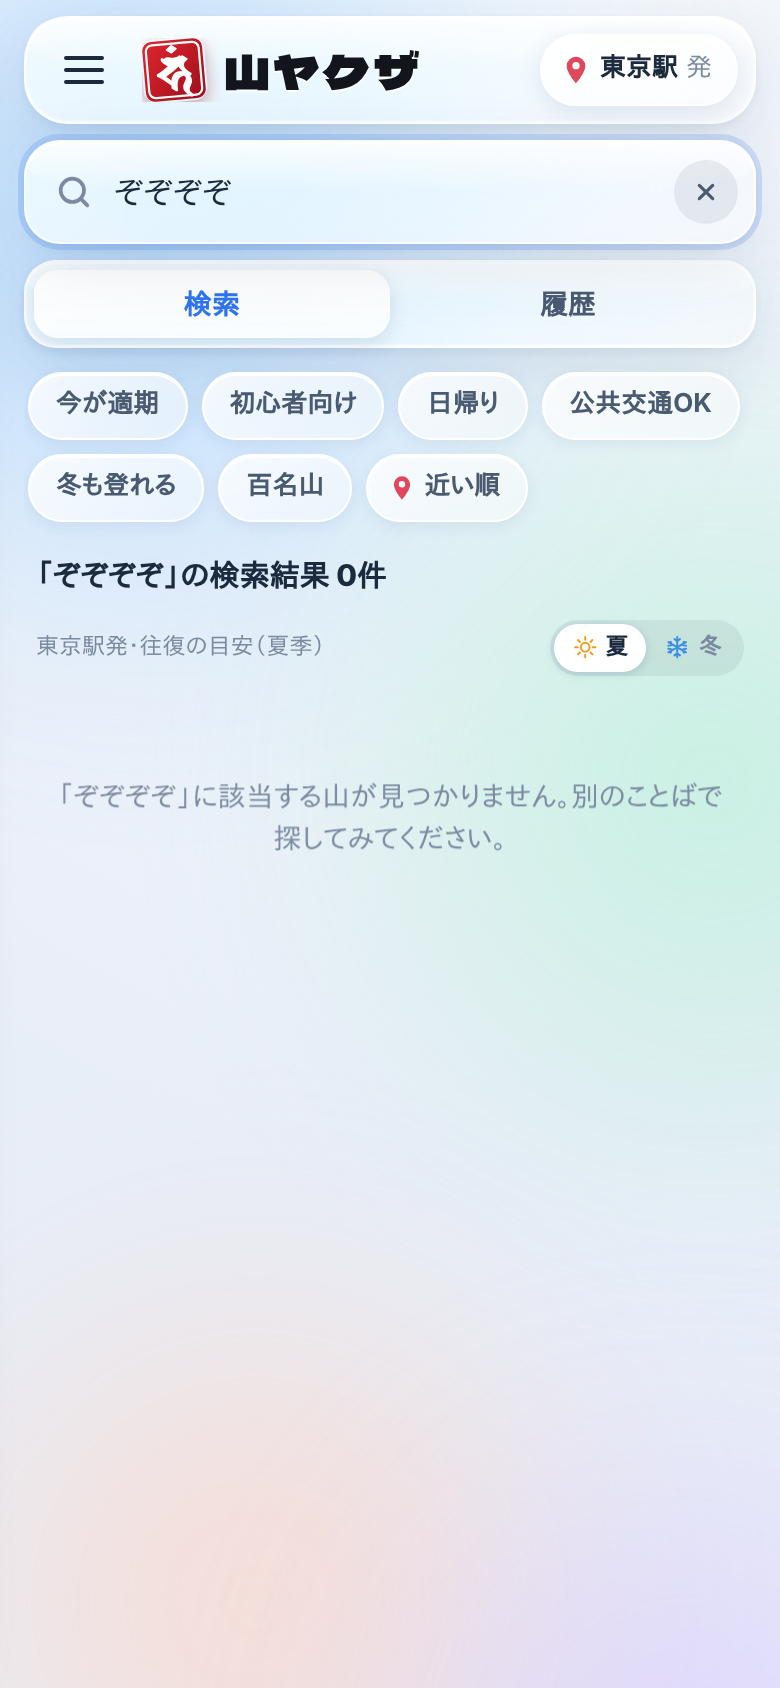 山ヤクザ
東京駅 発
ぞぞぞぞ
検索 履歴
今が適期 初心者向け 日帰り 公共交通OK
冬も登れる 百名山 近い順
「ぞぞぞぞ」の検索結果 0件
東京駅発・往復の目安（夏季） 夏 冬
「ぞぞぞぞ」に該当する山が見つかりません。別のことばで
探してみてください。